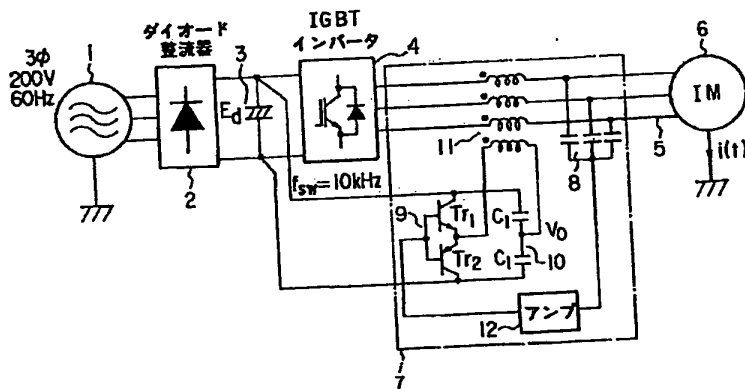 3φ
200V
60Hz
1
ダイオード
整流器
2
3
Ed
IGBT
インバータ
4
fsw=10kHz
6
IM
5
i(t)
11
8
9
Tr1
Tr2
C1
C1
V0
10
アンプ
12
7